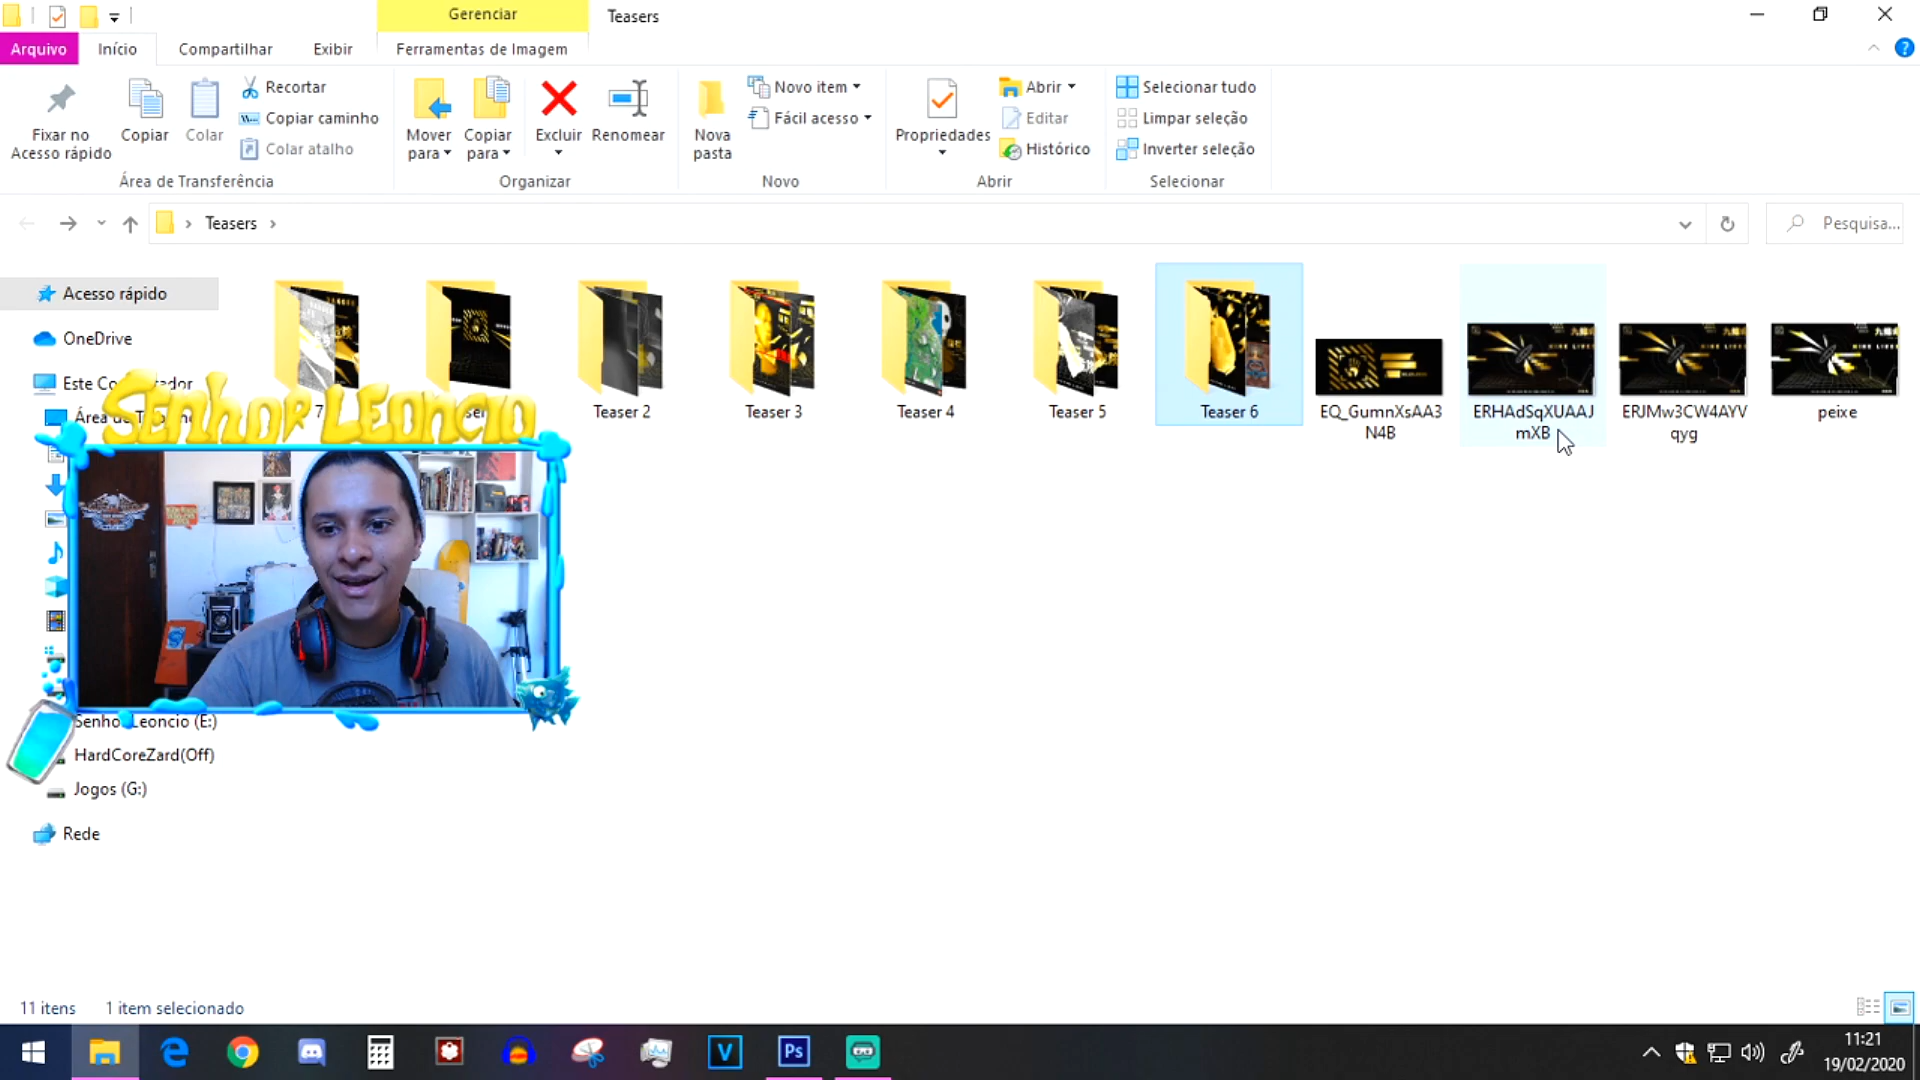 Gerenciar
Teasers
Arquivo
Início
Compartilhar
Exibir
Ferramentas de Imagem
Fixar no
Acesso rápido
Copiar
Colar
Recortar
Copiar caminho
Colar atalho
Área de Transferência
Mover
para
Copiar
para
Excluir
Renomear
Organizar
Nova
pasta
Novo item
Fácil acesso
Novo
Propriedades
Abrir
Editar
Histórico
Abrir
Selecionar tudo
Limpar seleção
Inverter seleção
Selecionar
Teasers
Pesquisa...
Acesso rápido
OneDrive
Senhor Leoncio
Senho Leoncio (E:)
HardCoreZard(Off)
Jogos (G:)
Rede
7
Teaser 2
Teaser 3
Teaser 4
Teaser 5
Teaser 6
EQ_GumnXsAA3
N4B
ERHAdSqXUAAJ
mXB
ERJMw3CW4AYV
qyg
peixe
11 itens
1 item selecionado
V
Ps
11:21
19/02/2020